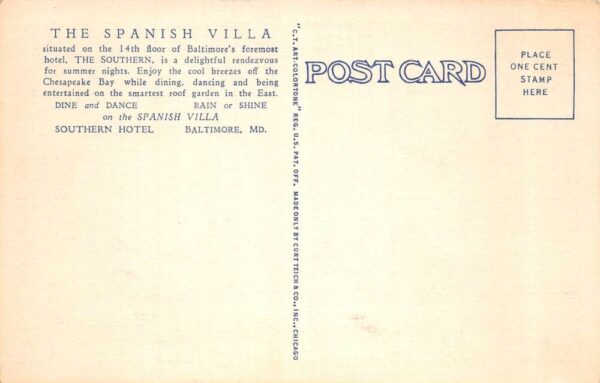 THE SPANISH VILLA
situated on the 14th floor of Baltimore's foremost
hotel, THE SOUTHERN, is a delightful rendezvous
for summer nights. Enjoy the cool breezes off the
Chesapeake Bay while dining, dancing and being
entertained on the smartest roof garden in the East.
DINE and DANCE RAIN or SHINE
on the SPANISH VILLA
SOUTHERN HOTEL BALTIMORE, MD.
"C.T. ART-COLORTONE" REG. U.S. PAT. OFF. MADE ONLY BY CURT TEICH & CO., INC., CHICAGO
POST CARD
PLACE
ONE CENT
STAMP
HERE